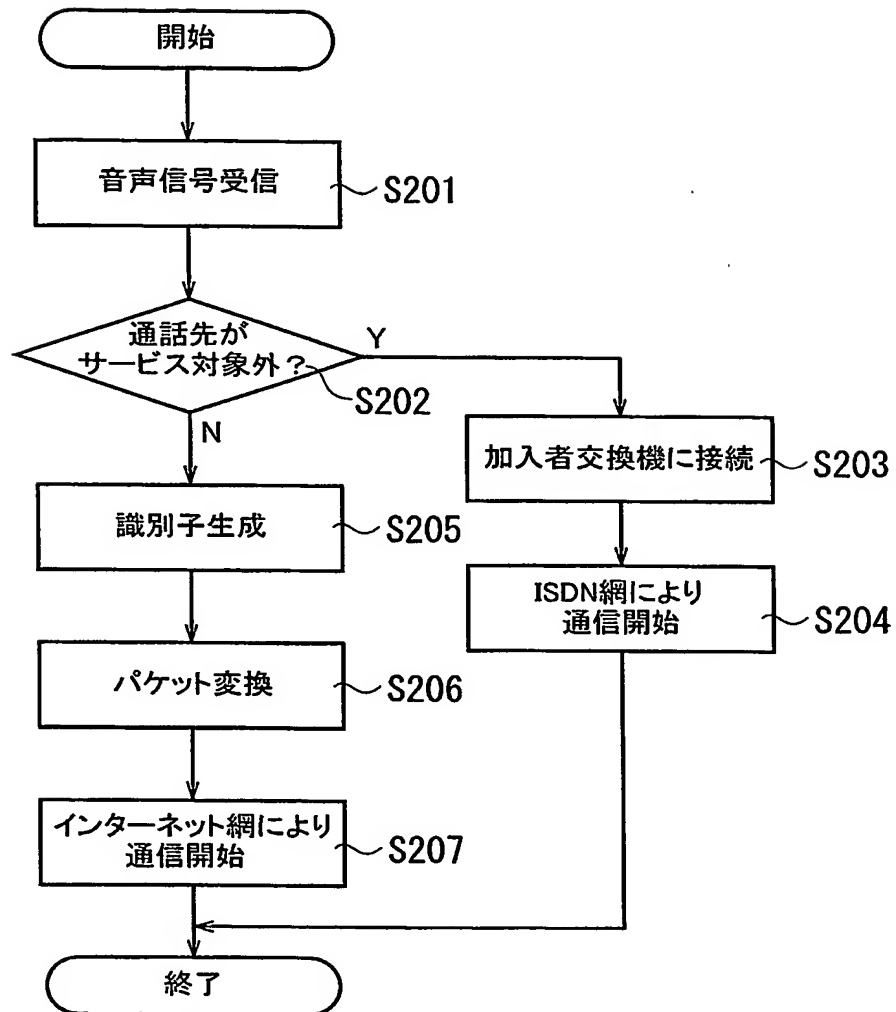 開始
音声信号受信
S201
通話先が
サービス対象外?
S202
Y
N
加入者交換機に接続
S203
ISDN網により
通信開始
S204
識別子生成
S205
パケット変換
S206
インターネット網により
通信開始
S207
終了